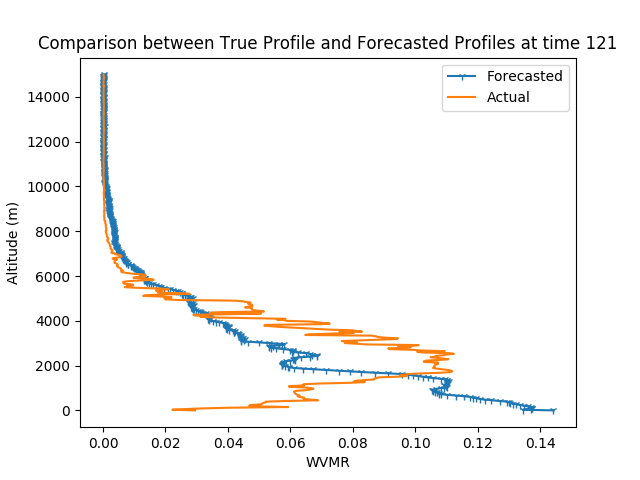 Comparison between True Profile and Forecasted Profiles at time 121
Forecasted
Actual
14000
12000
10000
8000
6000
4000
2000
0
Altitude (m)
0.00 0.02 0.04 0.06 0.08 0.10 0.12 0.14
WVMR